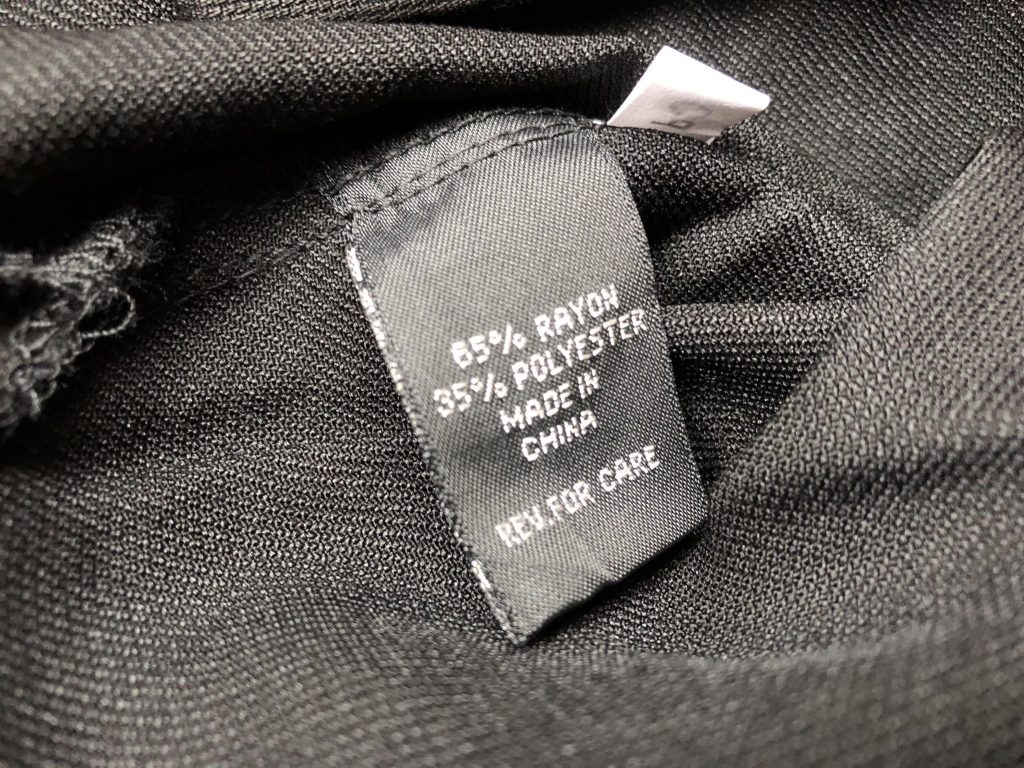 65% RAYON
35% POLYESTER
MADE IN
CHINA
REV.FOR CARE